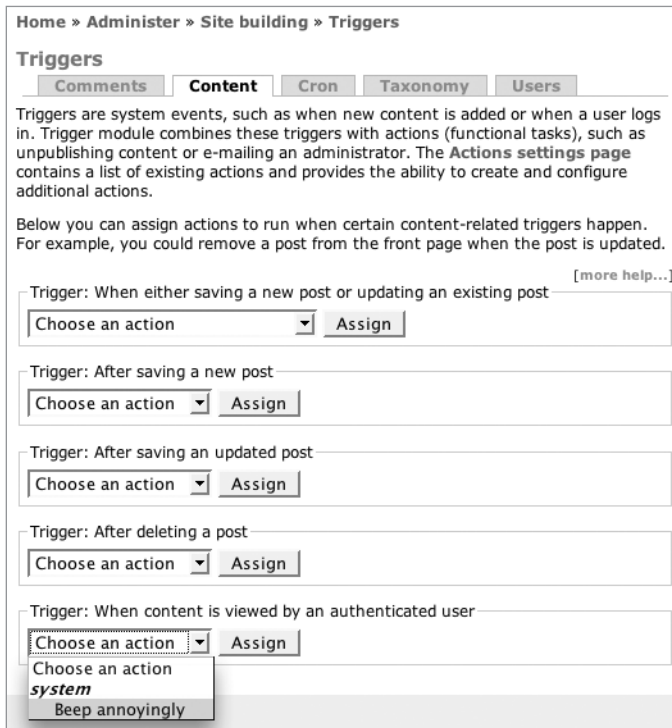 Home » Administer » Site building » Triggers
Triggers
Comments Content Cron Taxonomy Users
Triggers are system events, such as when new content is added or when a user logs
in. Trigger module combines these triggers with actions (functional tasks), such as
unpublishing content or e-mailing an administrator. The Actions settings page
contains a list of existing actions and provides the ability to create and configure
additional actions.
Below you can assign actions to run when certain content-related triggers happen.
For example, you could remove a post from the front page when the post is updated.
[more help...]
Trigger: When either saving a new post or updating an existing post
Choose an action Assign
Trigger: After saving a new post
Choose an action Assign
Trigger: After saving an updated post
Choose an action Assign
Trigger: After deleting a post
Choose an action Assign
Trigger: When content is viewed by an authenticated user
Choose an action Assign
Choose an action
system
Beep annoyingly